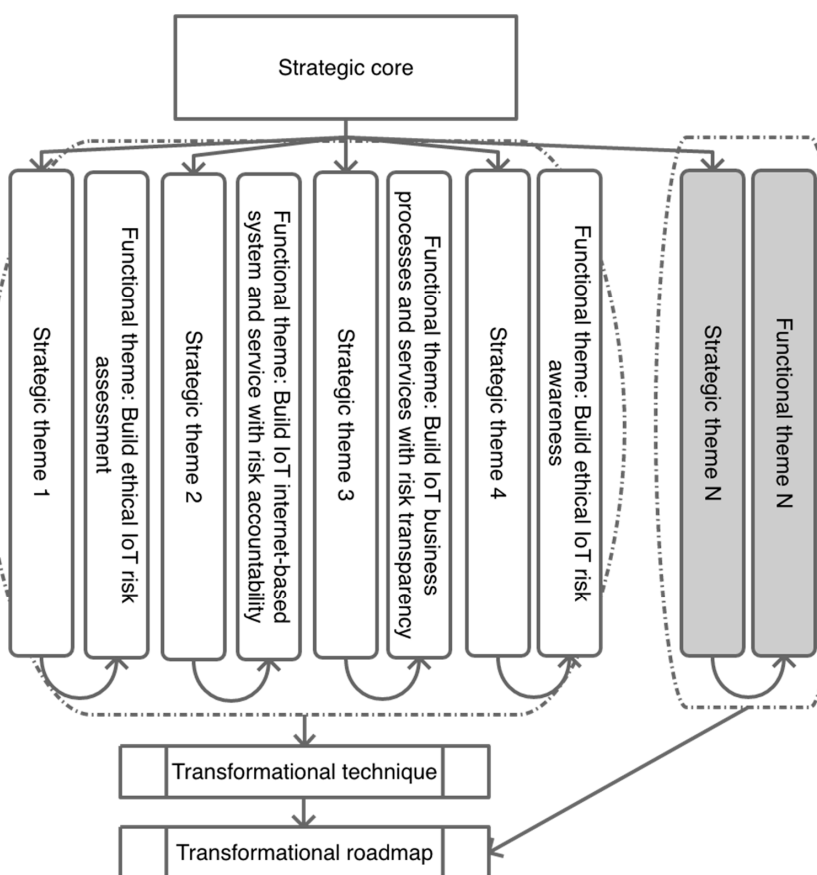 Strategic core
Strategic theme 1
Functional theme: Build ethical IoT risk
assessment
Strategic theme 2
Functional theme: Build IoT internet-based
system and service with risk accountability
Strategic theme 3
Functional theme: Build IoT business
processes and services with risk transparency
Strategic theme 4
Functional theme: Build ethical IoT risk
awareness
Strategic theme N
Functional theme N
Transformational technique
Transformational roadmap